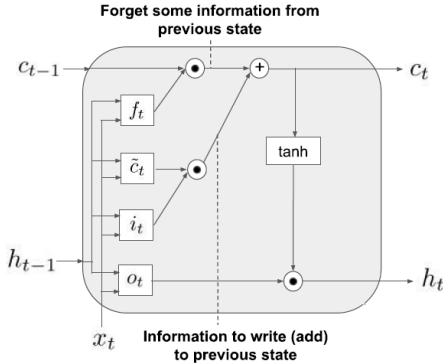 Forget some information from
previous state
c_{t-1}
+
c_t
f_t
c̃_t
tanh
i_t
h_{t-1}
o_t
h_t
x_t
Information to write (add)
to previous state